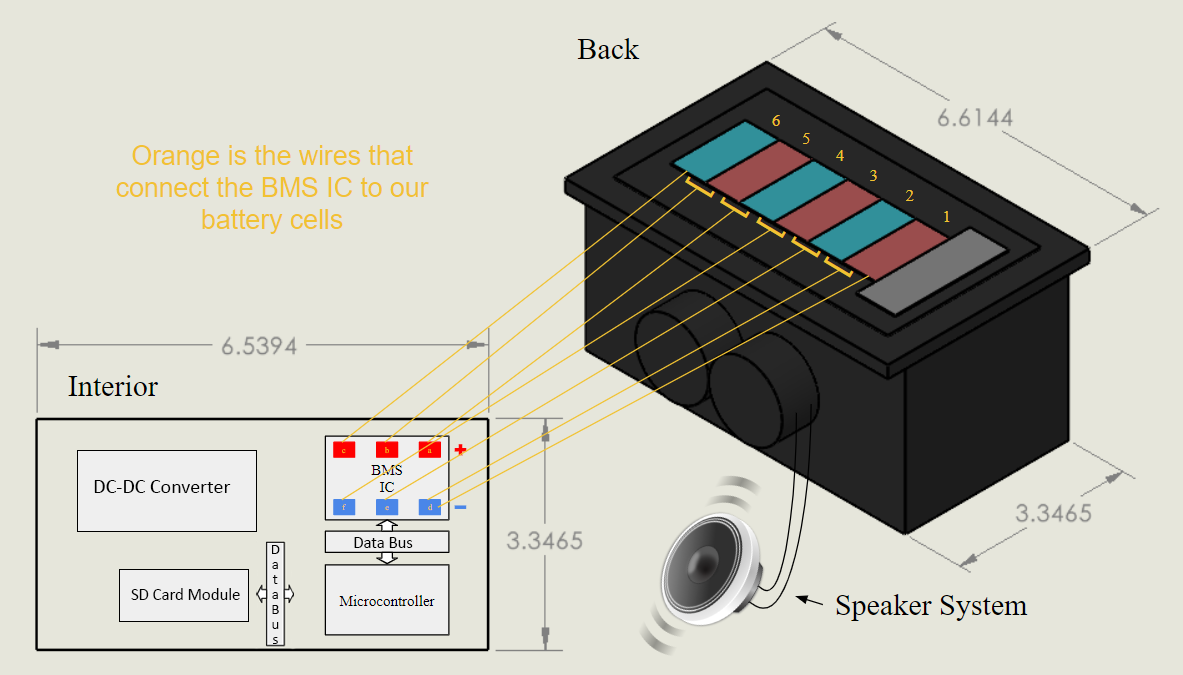 Back
6.6144
6
5
4
3
2
1
Orange is the wires that
connect the BMS IC to our
battery cells
6.5394
Interior
c
b
a
+
BMS
IC
f
e
d
–
DC-DC Converter
Data Bus
3.3465
3.3465
SD Card Module
DataBus
Microcontroller
Speaker System